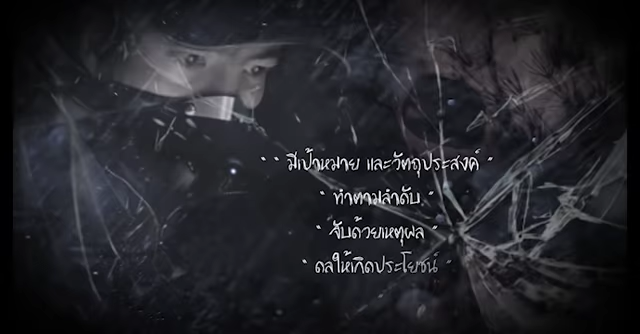 " " มีเป้าหมาย และวัตถุประสงค์ "
" ทำตามลำดับ "
" จับด้วยเหตุผล "
" ดลให้เกิดประโยชน์ "